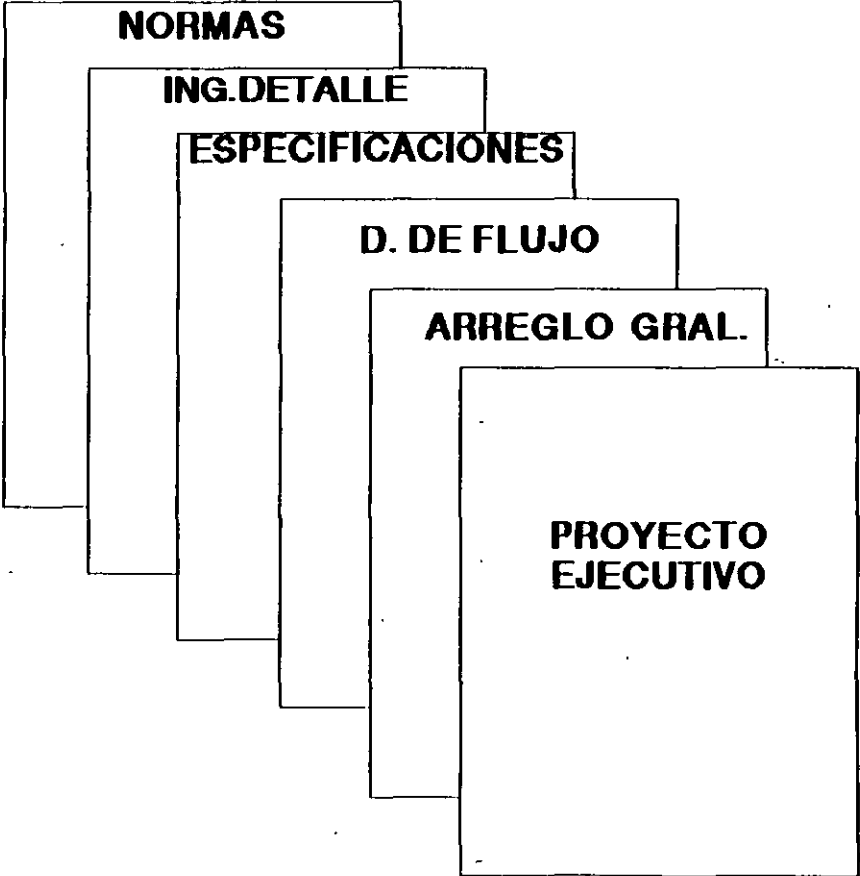 NORMAS
ING.DETALLE
ESPECIFICACIONES
D. DE FLUJO
ARREGLO GRAL.
PROYECTO
EJECUTIVO